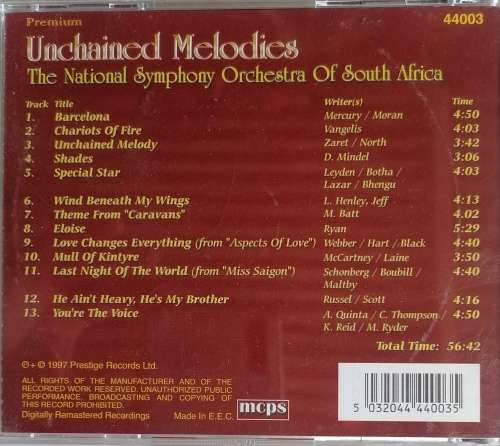 Premium 44003
Unchained Melodies
The National Symphony Orchestra Of South Africa
Track Title Writer(s) Time
1. Barcelona Mercury / Moran 4:50
2. Chariots Of Fire Vangelis 4:03
3. Unchained Melody Zaret / North 3:42
4. Shades D. Mindel 3:06
5. Special Star Leyden / Botha / 4:03
Lazar / Bhengu
6. Wind Beneath My Wings L. Henley, Jeff 4:13
7. Theme From "Caravans" M. Batt 4.02
8. Eloise Ryan 5:29
9. Love Changes Everything (from "Aspects Of Love") Webber / Hart / Black 4:40
10. Mull Of Kintyre McCartney / Laine 3:50
11. Last Night Of The World (from "Miss Saigon") Schonberg / Boubill / 4:40
Maltby
12. He Ain't Heavy, He's My Brother Russel / Scott 4:16
13. You're The Voice A. Quinta / C. Thompson / 4:50
K. Reid / M. Ryder
Total Time: 56:42
℗ + © 1997 Prestige Records Ltd.
ALL RIGHTS OF THE MANUFACTURER AND OF THE
RECORDED WORK RESERVED. UNAUTHORIZED PUBLIC
PERFORMANCE, BROADCASTING AND COPYING OF
THIS RECORD PROHIBITED.
Digitally Remastered Recordings Made in E.E.C.
mcps
5 032044 440035